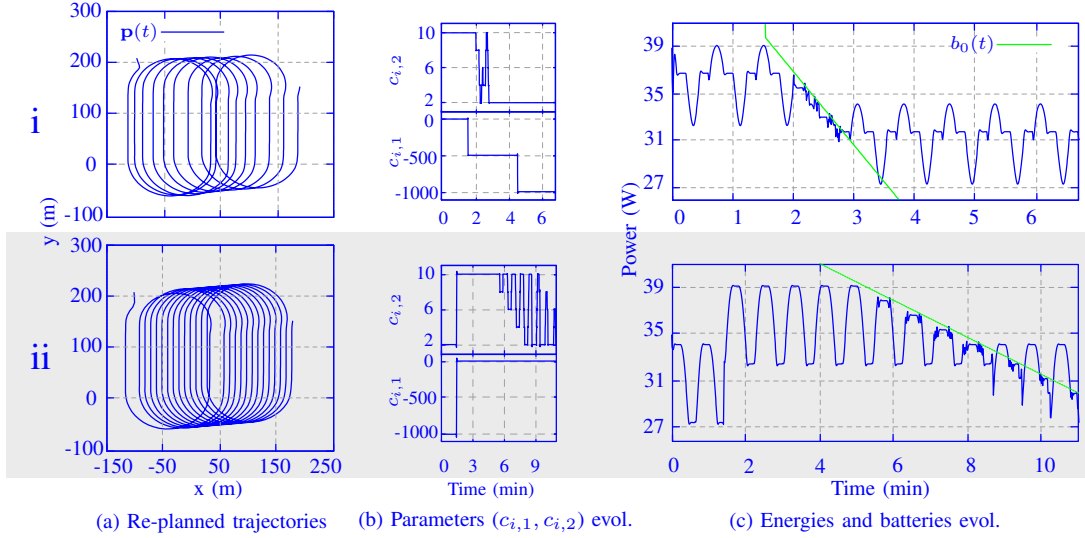 i
y (m)
300
200
100
0
-100
p(t)
c_{i,2}
10
6
2
c_{i,1}
0
-500
-1000
0 2 4 6
Power (W)
39
35
31
27
b_0(t)
0 1 2 3 4 5 6
ii
300
200
100
0
-100
-150 -50 50 150 250
x (m)
c_{i,2}
10
6
2
c_{i,1}
0
-500
-1000
0 3 6 9
Time (min)
39
35
31
27
0 2 4 6 8 10
Time (min)
(a) Re-planned trajectories
(b) Parameters (c_{i,1}, c_{i,2}) evol.
(c) Energies and batteries evol.